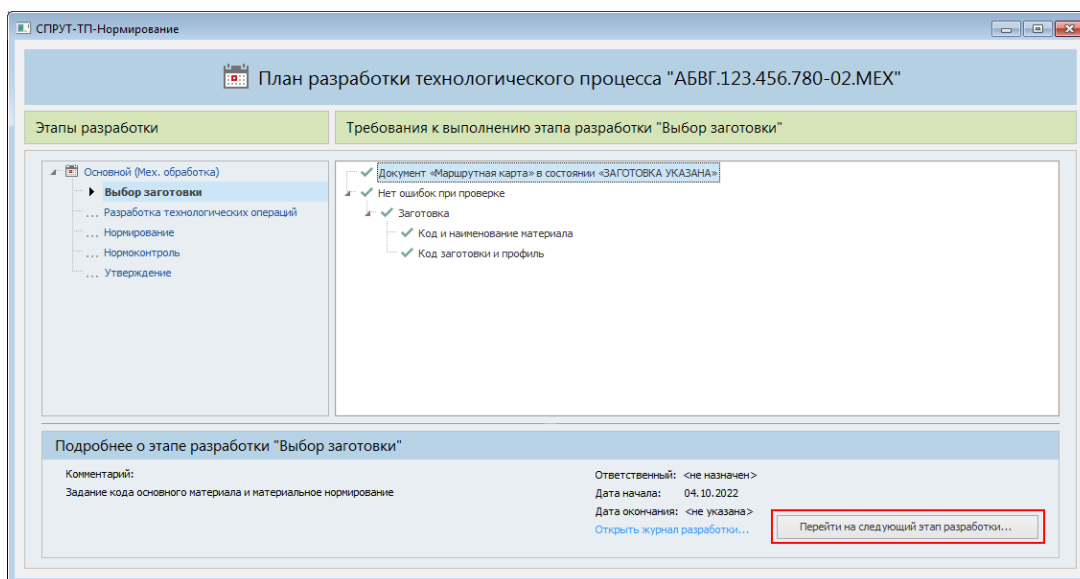 СПРУТ-ТП-Нормирование
План разработки технологического процесса "АБВГ.123.456.780-02.МЕХ"
Этапы разработки
Требования к выполнению этапа разработки "Выбор заготовки"
Основной (Мех. обработка)
Выбор заготовки
... Разработка технологических операций
... Нормирование
... Нормоконтроль
... Утверждение
Документ «Маршрутная карта» в состоянии «ЗАГОТОВКА УКАЗАНА»
Нет ошибок при проверке
Заготовка
Код и наименование материала
Код заготовки и профиль
Подробнее о этапе разработки "Выбор заготовки"
Комментарий:
Задание кода основного материала и материальное нормирование
Ответственный: <не назначен>
Дата начала: 04.10.2022
Дата окончания: <не указана>
Открыть журнал разработки...
Перейти на следующий этап разработки...